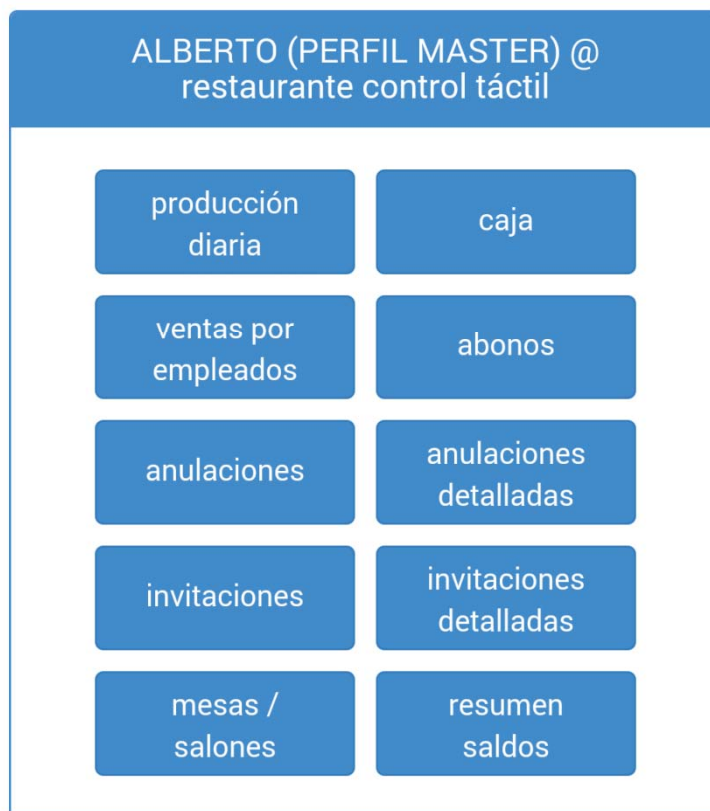 ALBERTO (PERFIL MASTER) @
restaurante control táctil
producción
diaria
caja
ventas por
empleados
abonos
anulaciones
anulaciones
detalladas
invitaciones
invitaciones
detalladas
mesas /
salones
resumen
saldos